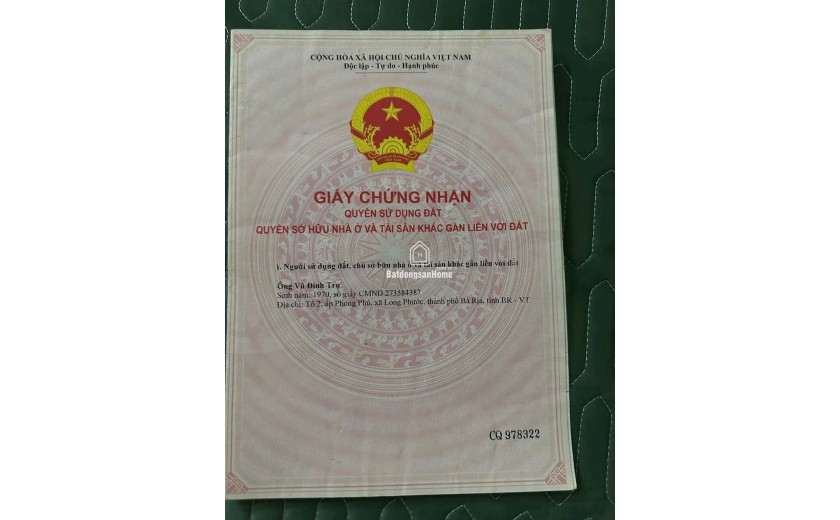 CỘNG HÒA XÃ HỘI CHỦ NGHĨA VIỆT NAM
Độc lập - Tự do - Hạnh phúc
GIẤY CHỨNG NHẬN
QUYỀN SỬ DỤNG ĐẤT
QUYỀN SỞ HỮU NHÀ Ở VÀ TÀI SẢN KHÁC GẮN LIỀN VỚI ĐẤT
BatdongsanHome
I. Người sử dụng đất, chủ sở hữu nhà ở và tài sản khác gắn liền với đất
Ông Vũ Đình Trụ
Sinh năm: 1970, số giấy CMND 273584387
Địa chỉ: Tổ 2, ấp Phong Phú, xã Long Phước, thành phố Bà Rịa, tỉnh BR - VT
CQ 978322